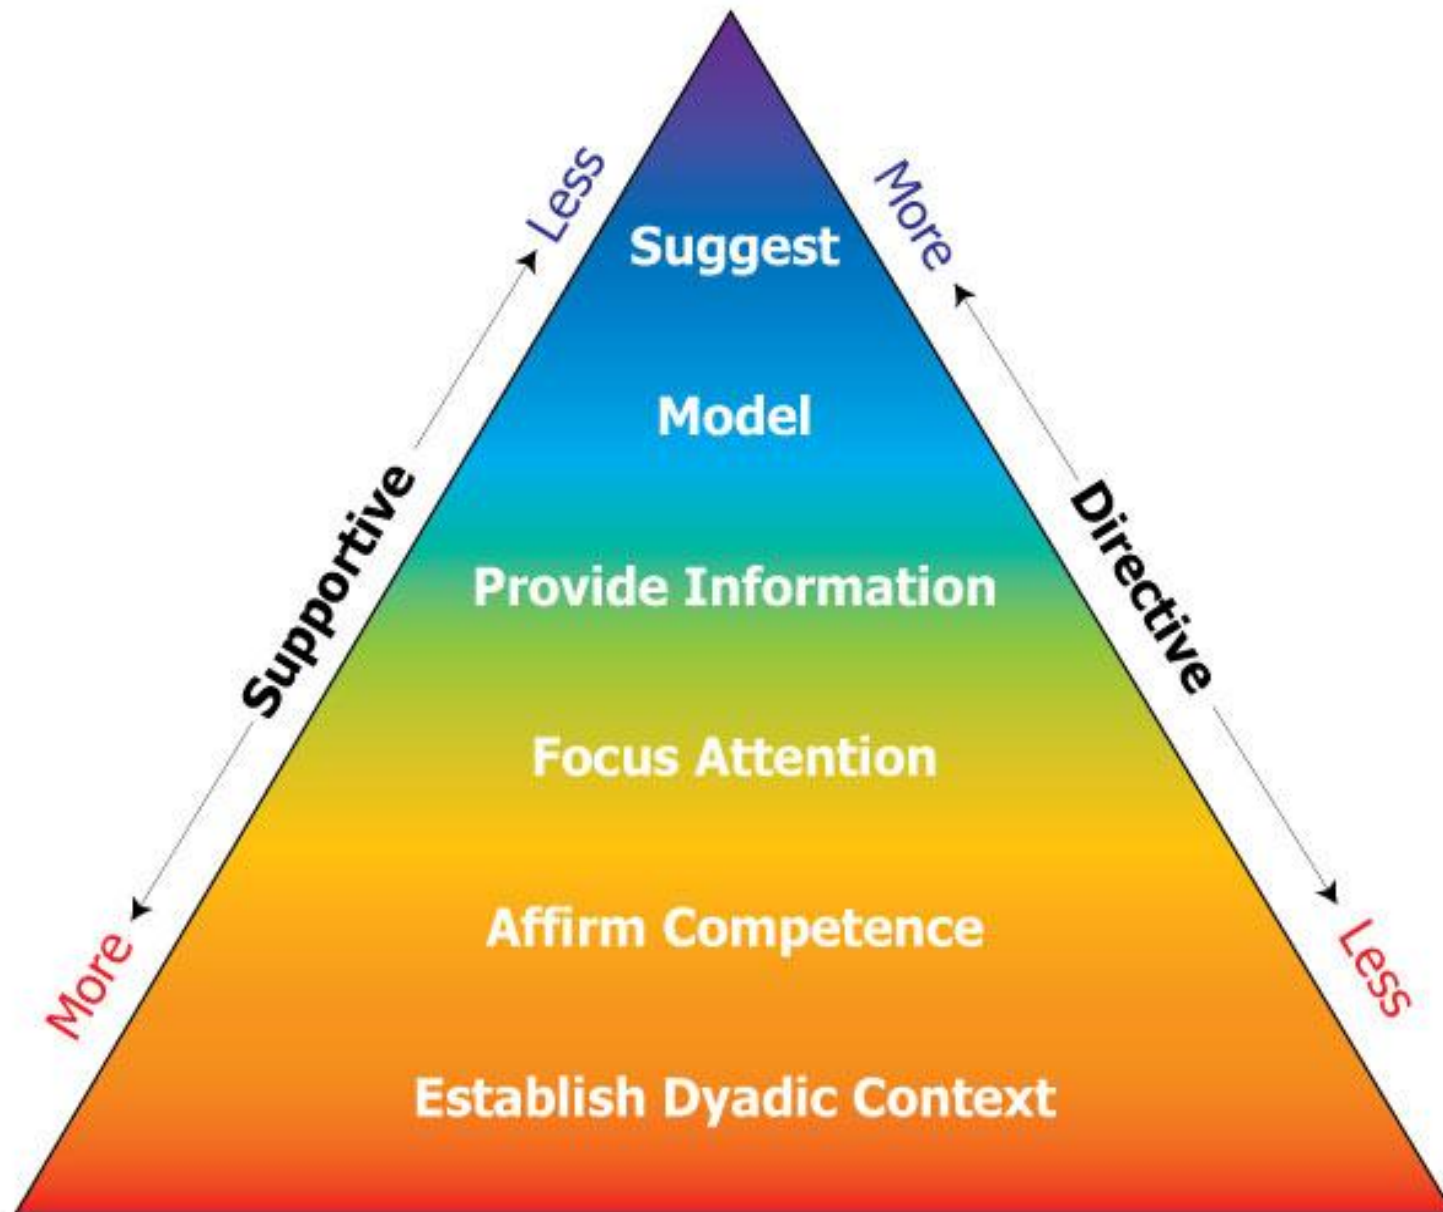 Less
More
Suggest
Model
Supportive
Directive
Provide Information
Focus Attention
Affirm Competence
More
Less
Establish Dyadic Context